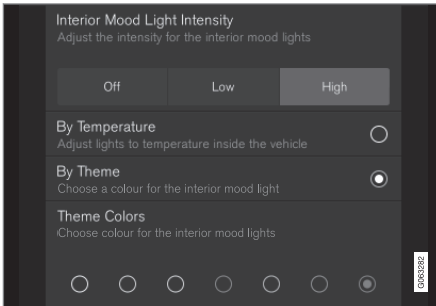 Interior Mood Light Intensity
Adjust the intensity for the interior mood lights
Off Low High
By Temperature
Adjust lights to temperature inside the vehicle
By Theme
Choose a colour for the interior mood light
Theme Colors
Choose colour for the interior mood lights
G063282